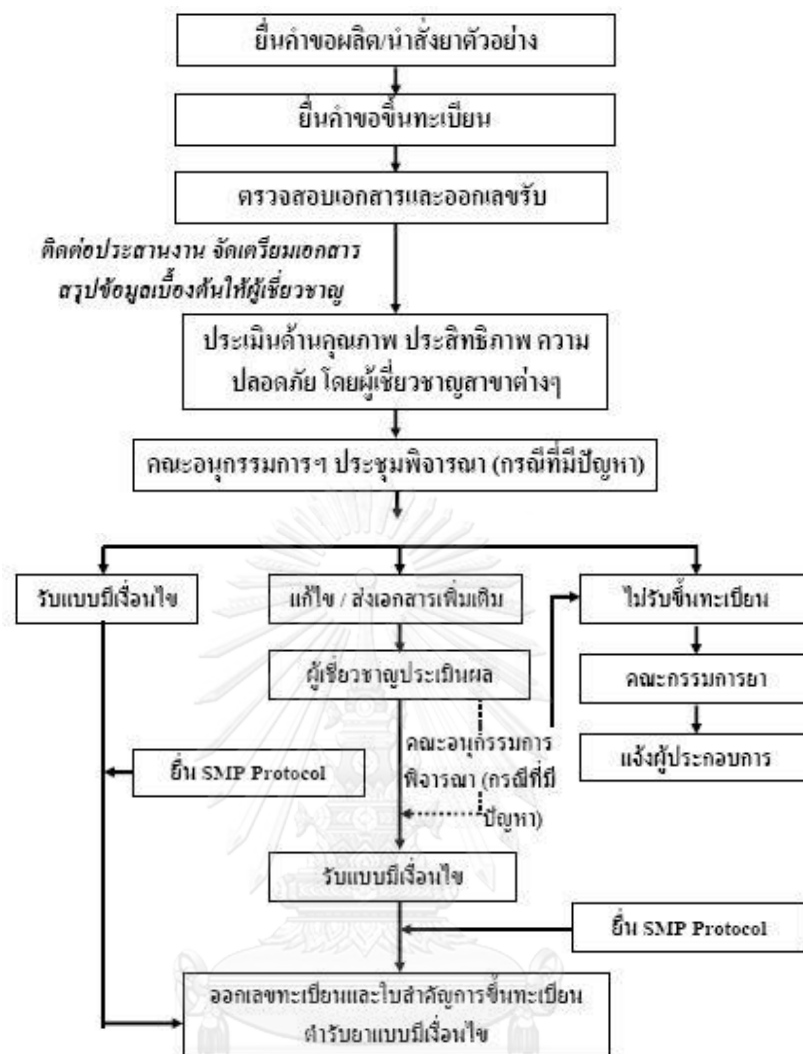 ยื่นคำขอผลิต/นำสั่งยาตัวอย่าง
ยื่นคำขอขึ้นทะเบียน
ตรวจสอบเอกสารและออกเลขรับ
ติดต่อประสานงาน จัดเตรียมเอกสาร
สรุปข้อมูลเบื้องต้นให้ผู้เชี่ยวชาญ
ประเมินด้านคุณภาพ ประสิทธิภาพ ความ
ปลอดภัย โดยผู้เชี่ยวชาญสาขาต่างๆ
คณะอนุกรรมการฯ ประชุมพิจารณา (กรณีที่มีปัญหา)
รับแบบมีเงื่อนไข
แก้ไข / ส่งเอกสารเพิ่มเติม
ไม่รับขึ้นทะเบียน
ผู้เชี่ยวชาญประเมินผล
คณะกรรมการยา
คณะอนุกรรมการ
พิจารณา (กรณีที่มี
ปัญหา)
แจ้งผู้ประกอบการ
ยื่น SMP Protocol
รับแบบมีเงื่อนไข
ยื่น SMP Protocol
ออกเลขทะเบียนและใบสำคัญการขึ้นทะเบียน
ตำรับยาแบบมีเงื่อนไข